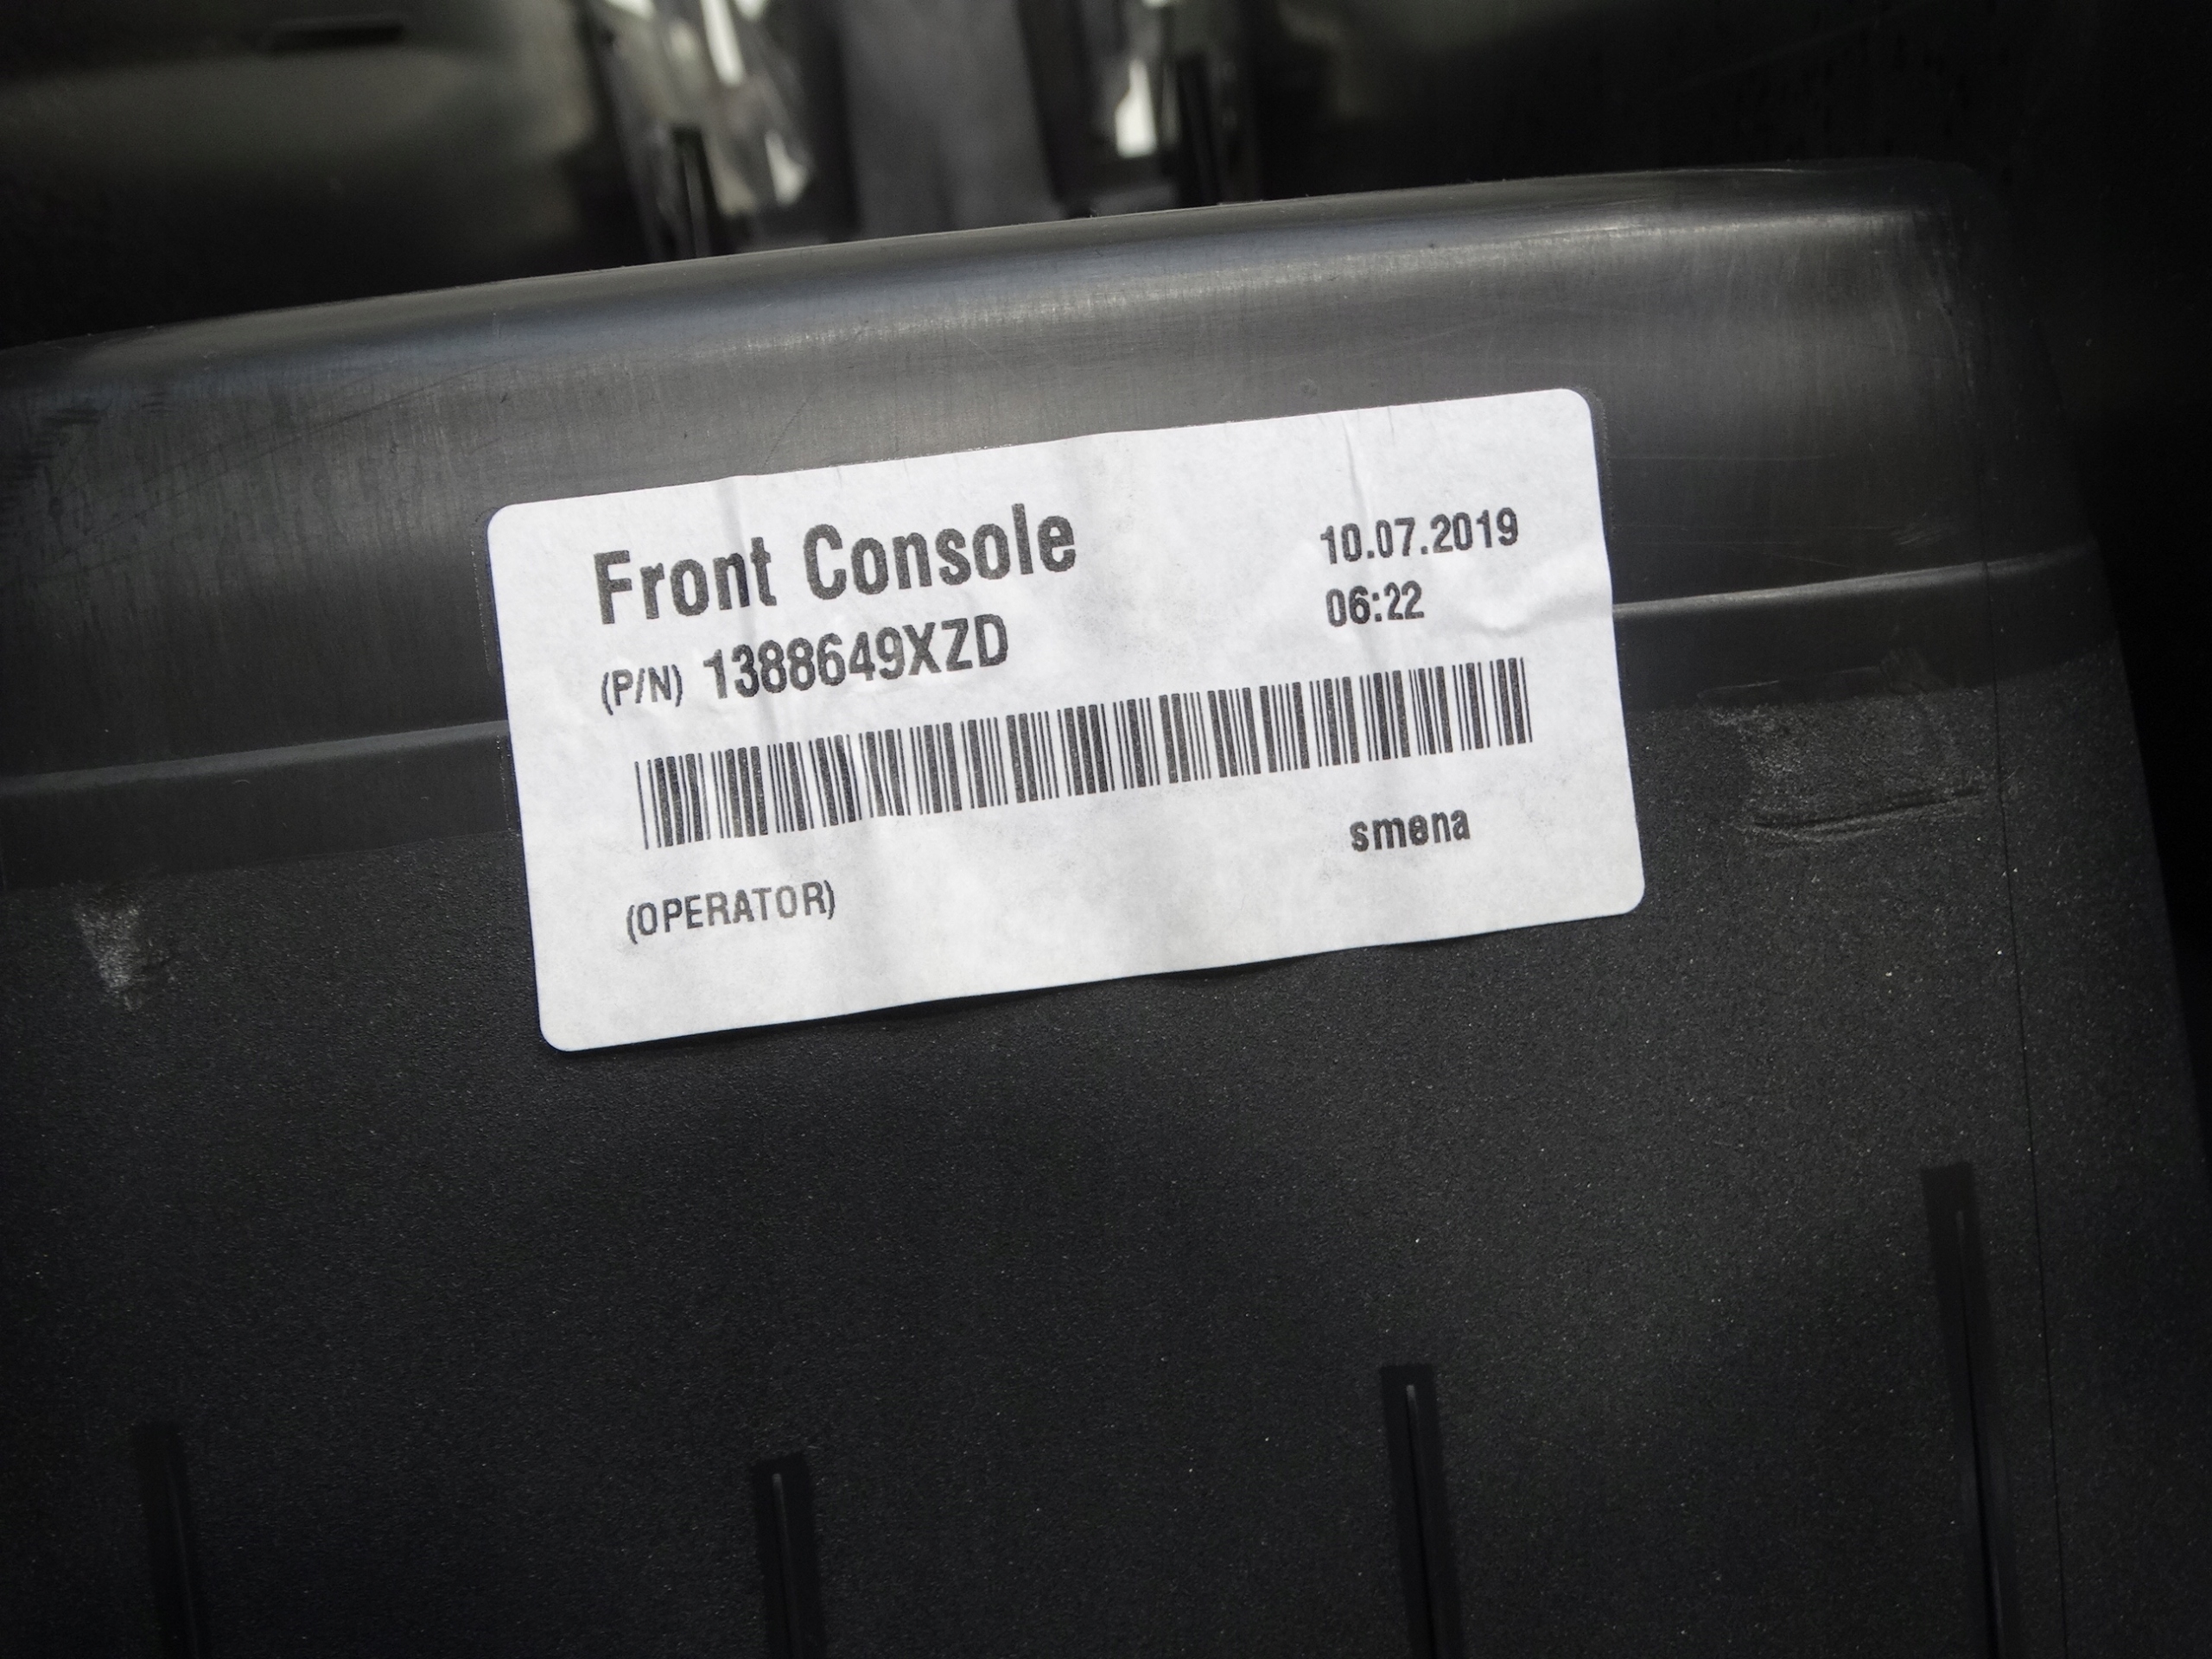 Front Console
10.07.2019
(P/N) 1388649XZD
06:22
smena
(OPERATOR)